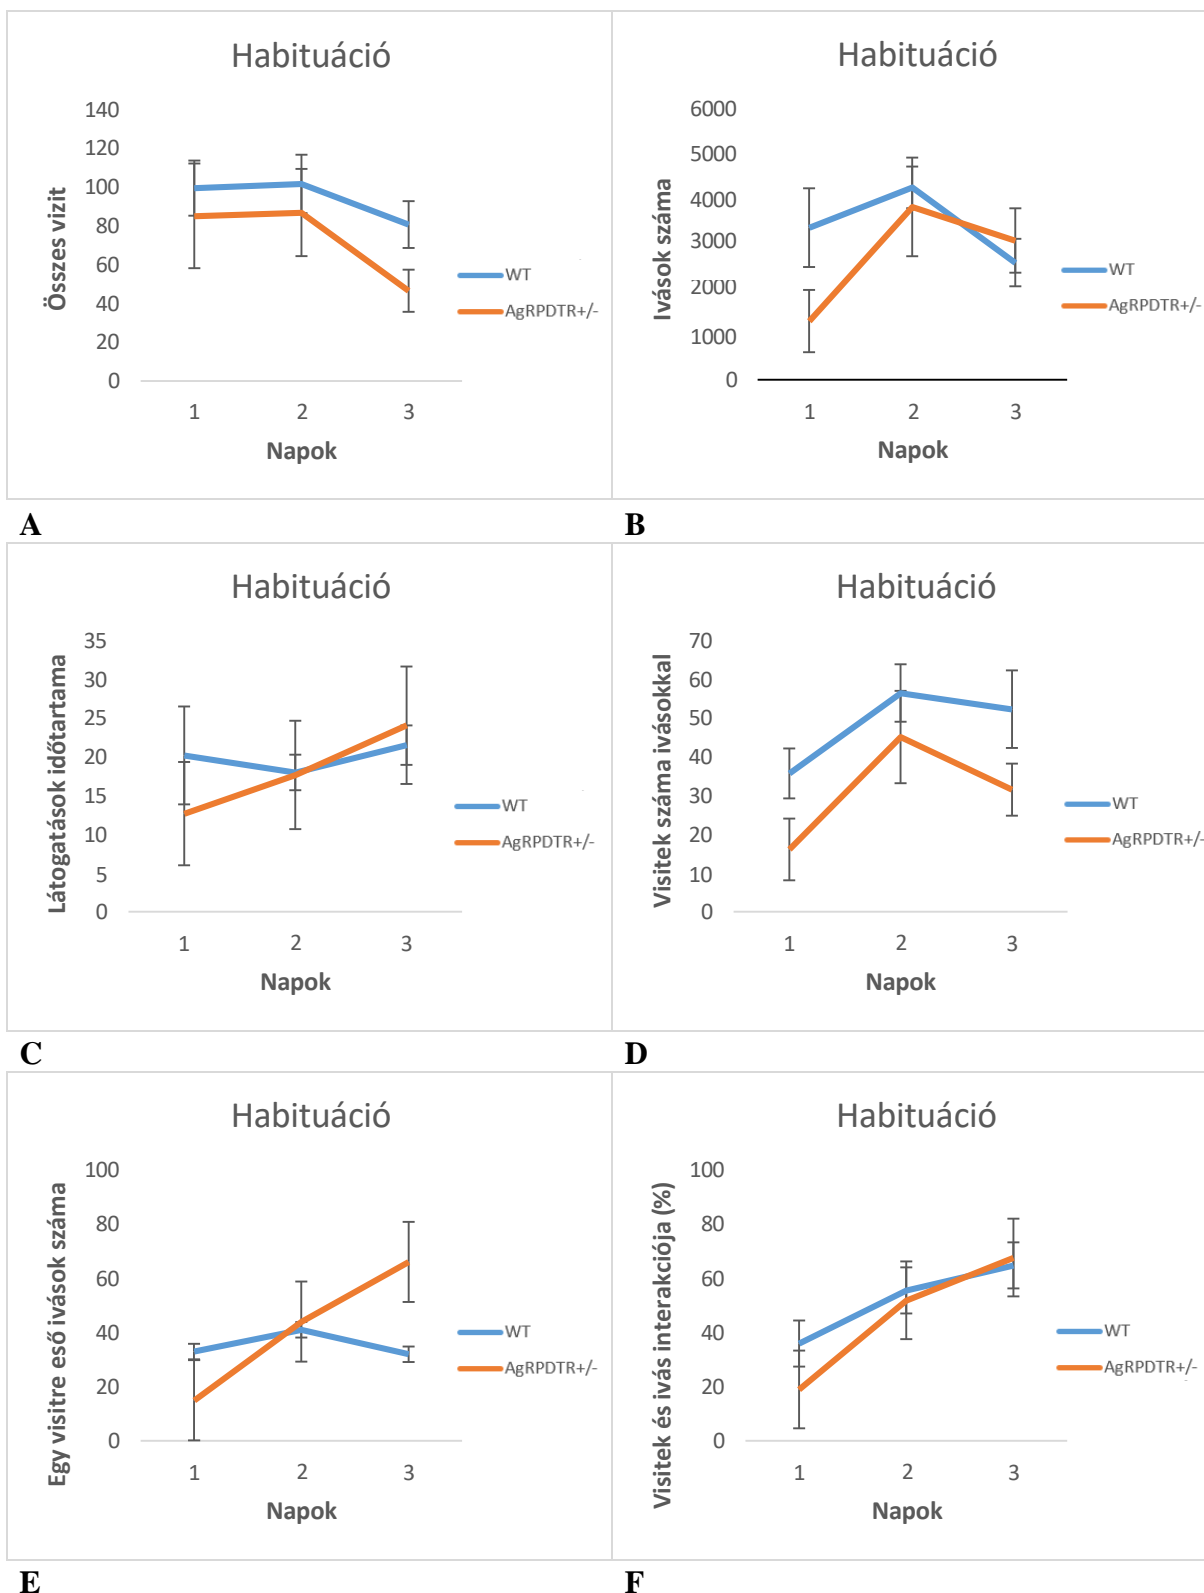 Habituáció
Összes vizit
140
120
100
80
60
40
20
0
1 2 3
Napok
WT
AgRPDTR+/-
A
Habituáció
Ivások száma
6000
5000
4000
3000
2000
1000
0
1 2 3
Napok
WT
AgRPDTR+/-
B
Habituáció
Látogatások időtartama
35
30
25
20
15
10
5
0
1 2 3
Napok
WT
AgRPDTR+/-
C
Habituáció
Visitek száma ivásokkal
70
60
50
40
30
20
10
0
1 2 3
Napok
WT
AgRPDTR+/-
D
Habituáció
Egy visitre eső ivások száma
100
80
60
40
20
0
1 2 3
Napok
WT
AgRPDTR+/-
E
Habituáció
Visitek és ivás interakciója (%)
100
80
60
40
20
0
1 2 3
Napok
WT
AgRPDTR+/-
F